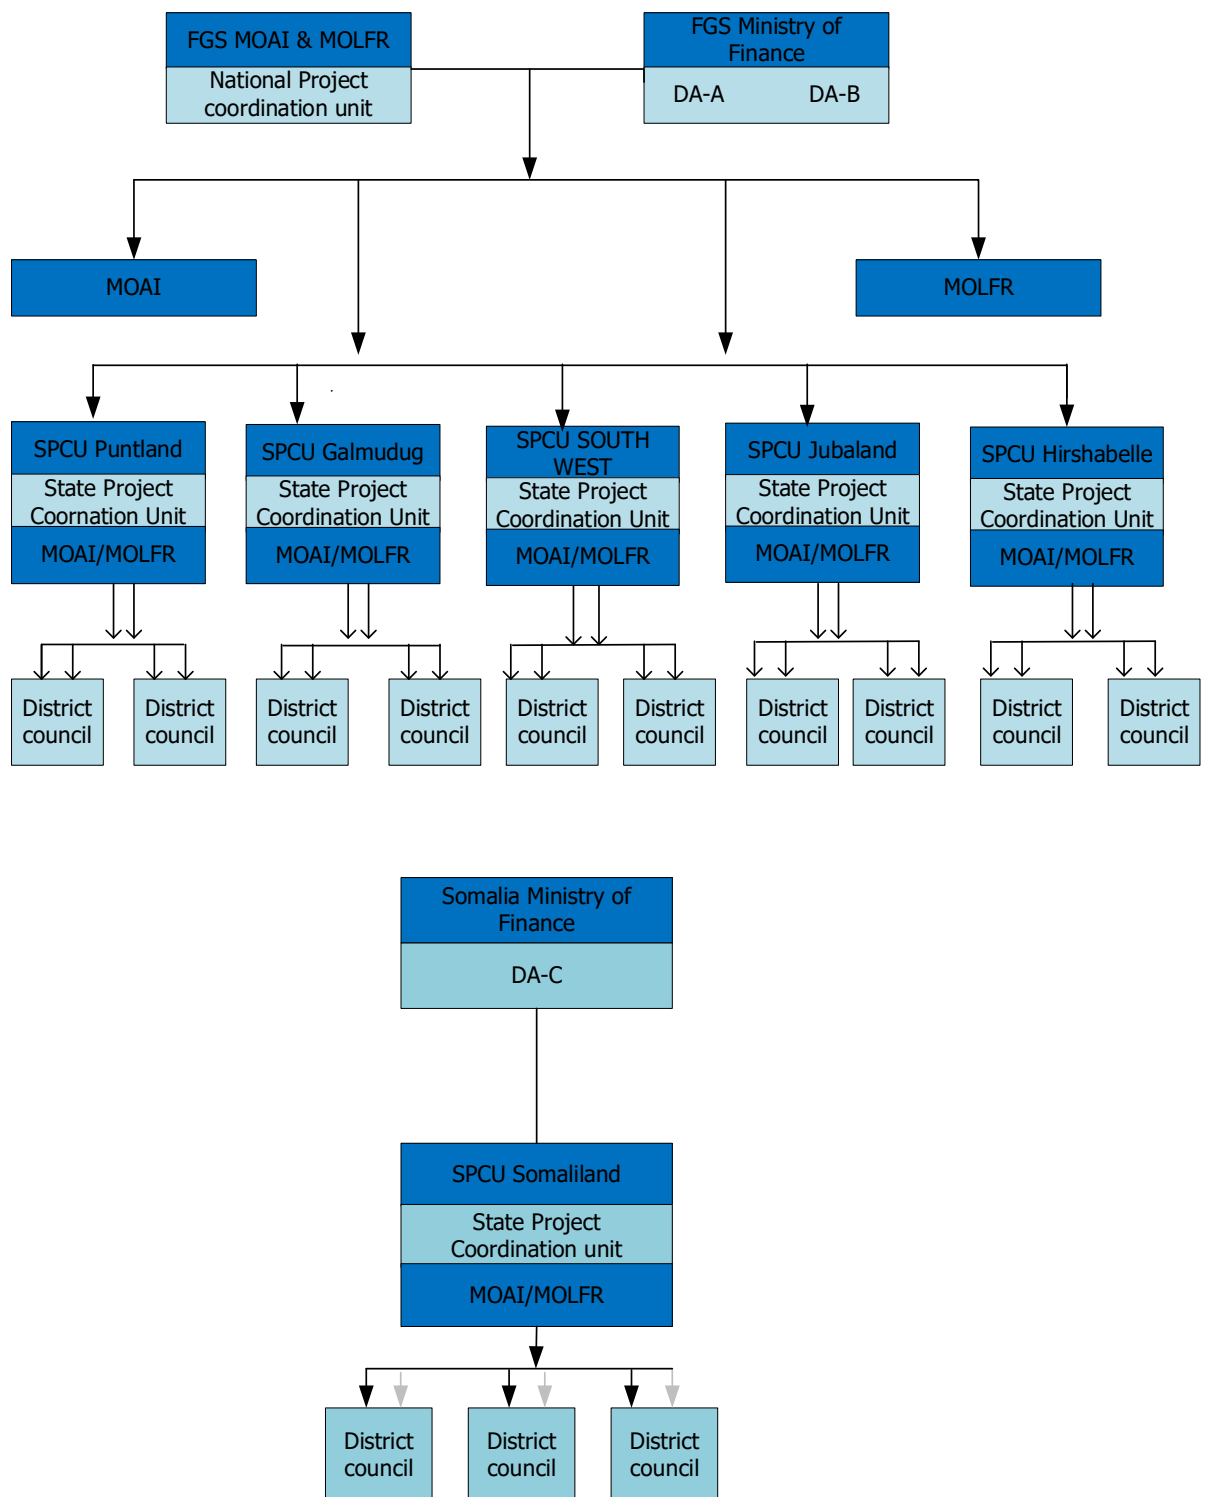 FGS MOAI & MOLFR
National Project
coordination unit
FGS Ministry of
Finance
DA-A
DA-B
MOAI
MOLFR
SPCU Puntland
State Project
Coornation Unit
MOAI/MOLFR
SPCU Galmudug
State Project
Coordination Unit
MOAI/MOLFR
SPCU SOUTH
WEST
State Project
Coordination Unit
MOAI/MOLFR
SPCU Jubaland
State Project
Coordination Unit
MOAI/MOLFR
SPCU Hirshabelle
State Project
Coordination Unit
MOAI/MOLFR
District
council
District
council
District
council
District
council
District
council
District
council
District
council
District
council
District
council
District
council
Somalia Ministry of
Finance
DA-C
SPCU Somaliland
State Project
Coordination unit
MOAI/MOLFR
District
council
District
council
District
council